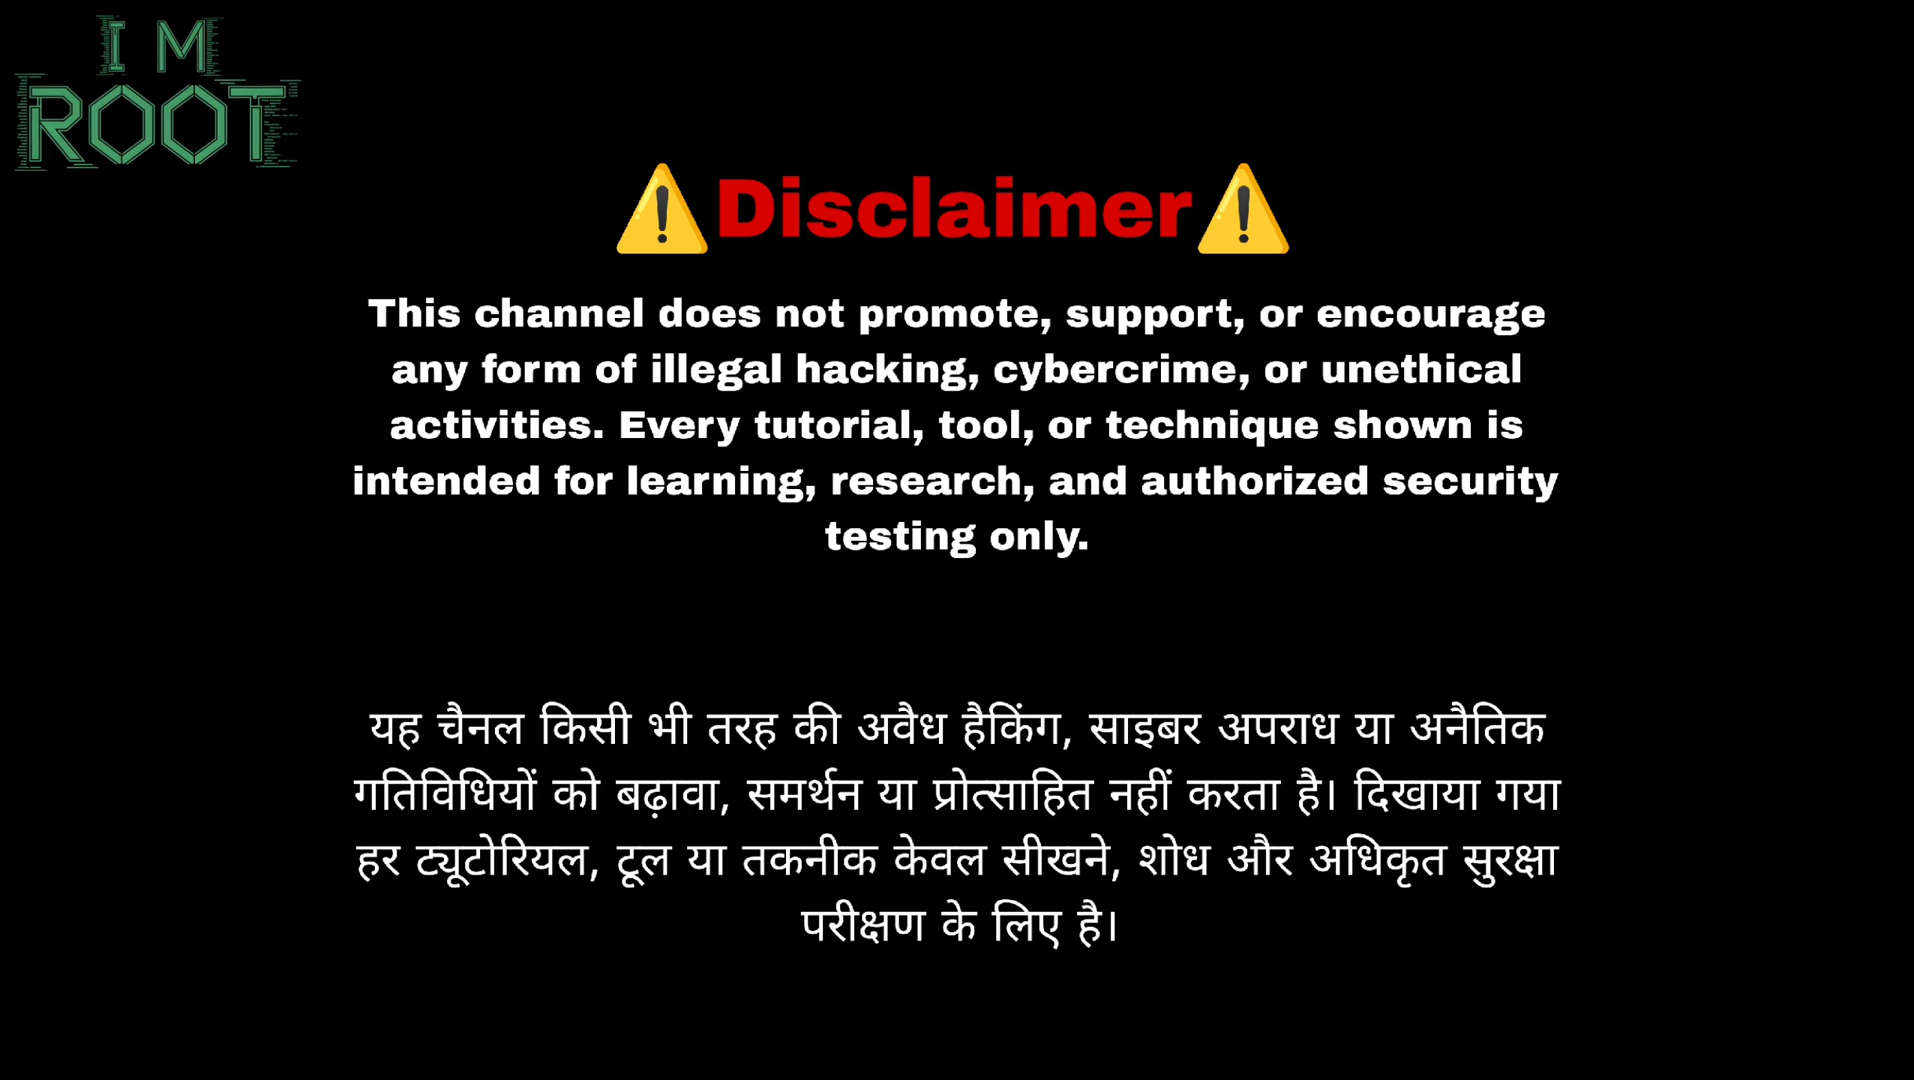 I M
ROOT
⚠️Disclaimer⚠️
This channel does not promote, support, or encourage
any form of illegal hacking, cybercrime, or unethical
activities. Every tutorial, tool, or technique shown is
intended for learning, research, and authorized security
testing only.
यह चैनल किसी भी तरह की अवैध हैकिंग, साइबर अपराध या अनैतिक
गतिविधियों को बढ़ावा, समर्थन या प्रोत्साहित नहीं करता है। दिखाया गया
हर ट्यूटोरियल, टूल या तकनीक केवल सीखने, शोध और अधिकृत सुरक्षा
परीक्षण के लिए है।